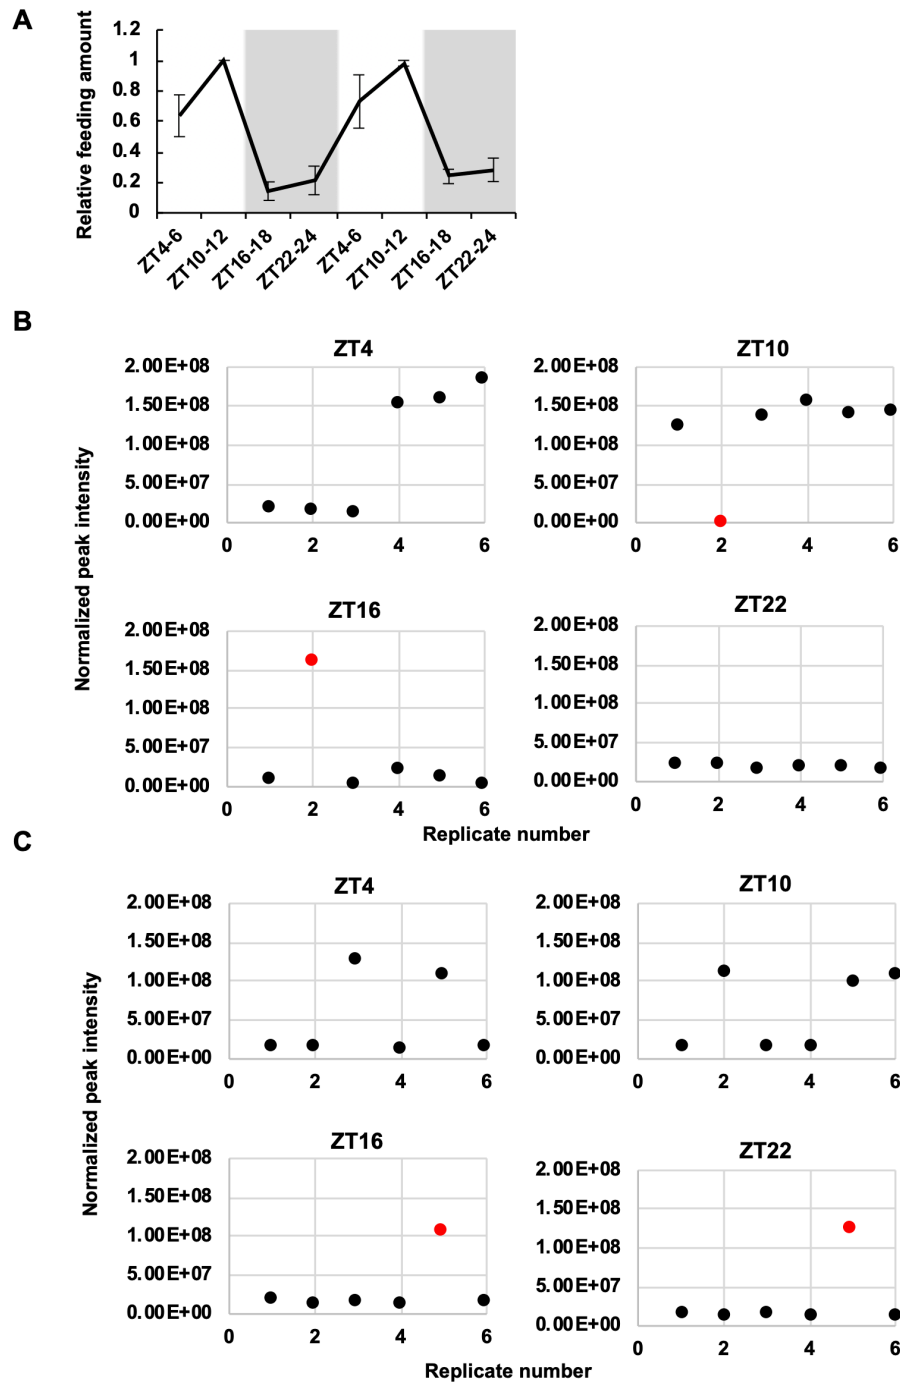 A
Relative feeding amount
1.2
1
0.8
0.6
0.4
0.2
0
ZT4-6
ZT10-12
ZT16-18
ZT22-24
ZT4-6
ZT10-12
ZT16-18
ZT22-24
B
Normalized peak intensity
ZT4
2.00E+08
1.50E+08
1.00E+08
5.00E+07
0.00E+00
0 2 4 6
ZT10
2.00E+08
1.50E+08
1.00E+08
5.00E+07
0.00E+00
0 2 4 6
ZT16
2.00E+08
1.50E+08
1.00E+08
5.00E+07
0.00E+00
0 2 4 6
ZT22
2.00E+08
1.50E+08
1.00E+08
5.00E+07
0.00E+00
0 2 4 6
Replicate number
C
Normalized peak intensity
ZT4
2.00E+08
1.50E+08
1.00E+08
5.00E+07
0.00E+00
0 2 4 6
ZT10
2.00E+08
1.50E+08
1.00E+08
5.00E+07
0.00E+00
0 2 4 6
ZT16
2.00E+08
1.50E+08
1.00E+08
5.00E+07
0.00E+00
0 2 4 6
ZT22
2.00E+08
1.50E+08
1.00E+08
5.00E+07
0.00E+00
0 2 4 6
Replicate number